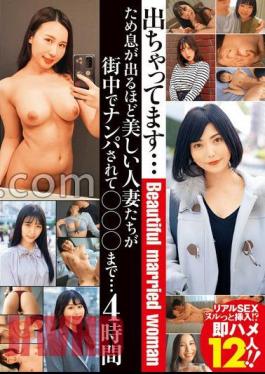 出ちゃってます…
Beautiful married woman
ため息が出るほど美しい人妻たちが
街中でナンパされて○○○まで…4時間
リアルSEX
ヌルっと挿入!?
即ハメ
12人!!